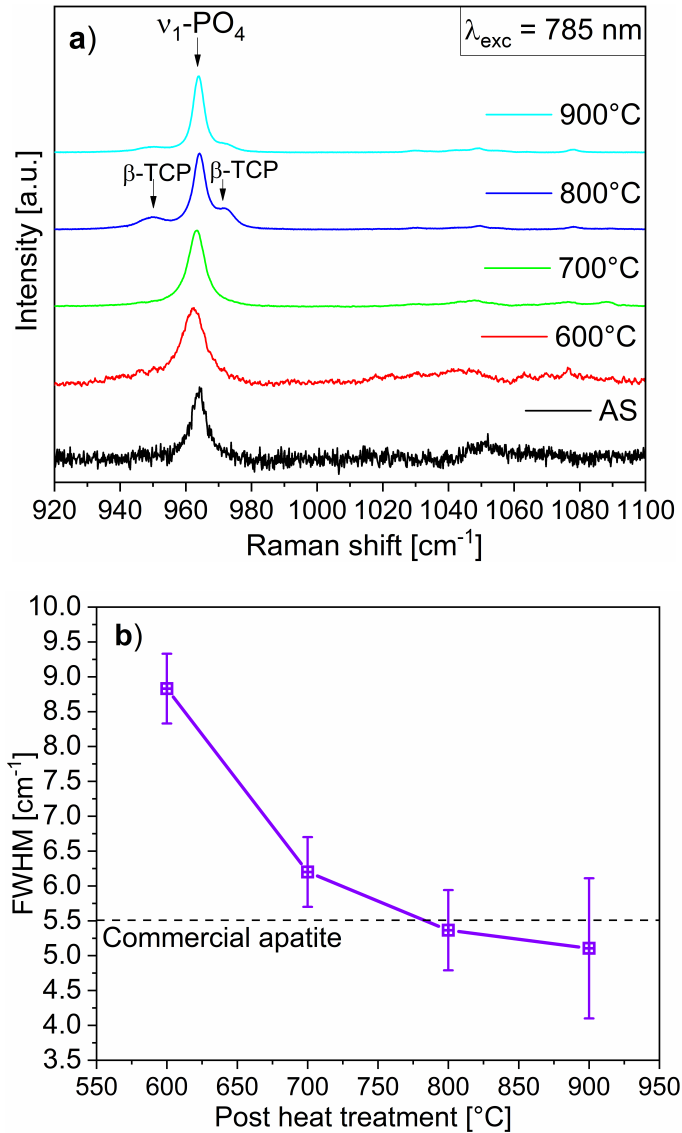 a)
ν₁-PO₄
λexc = 785 nm
900°C
β-TCP
β-TCP
800°C
700°C
600°C
AS
Intensity [a.u.]
920 940 960 980 1000 1020 1040 1060 1080 1100
Raman shift [cm⁻¹]
b)
10.0
9.5
9.0
8.5
8.0
7.5
7.0
6.5
6.0
5.5
5.0
4.5
4.0
3.5
FWHM [cm⁻¹]
Commercial apatite
550 600 650 700 750 800 850 900 950
Post heat treatment [°C]